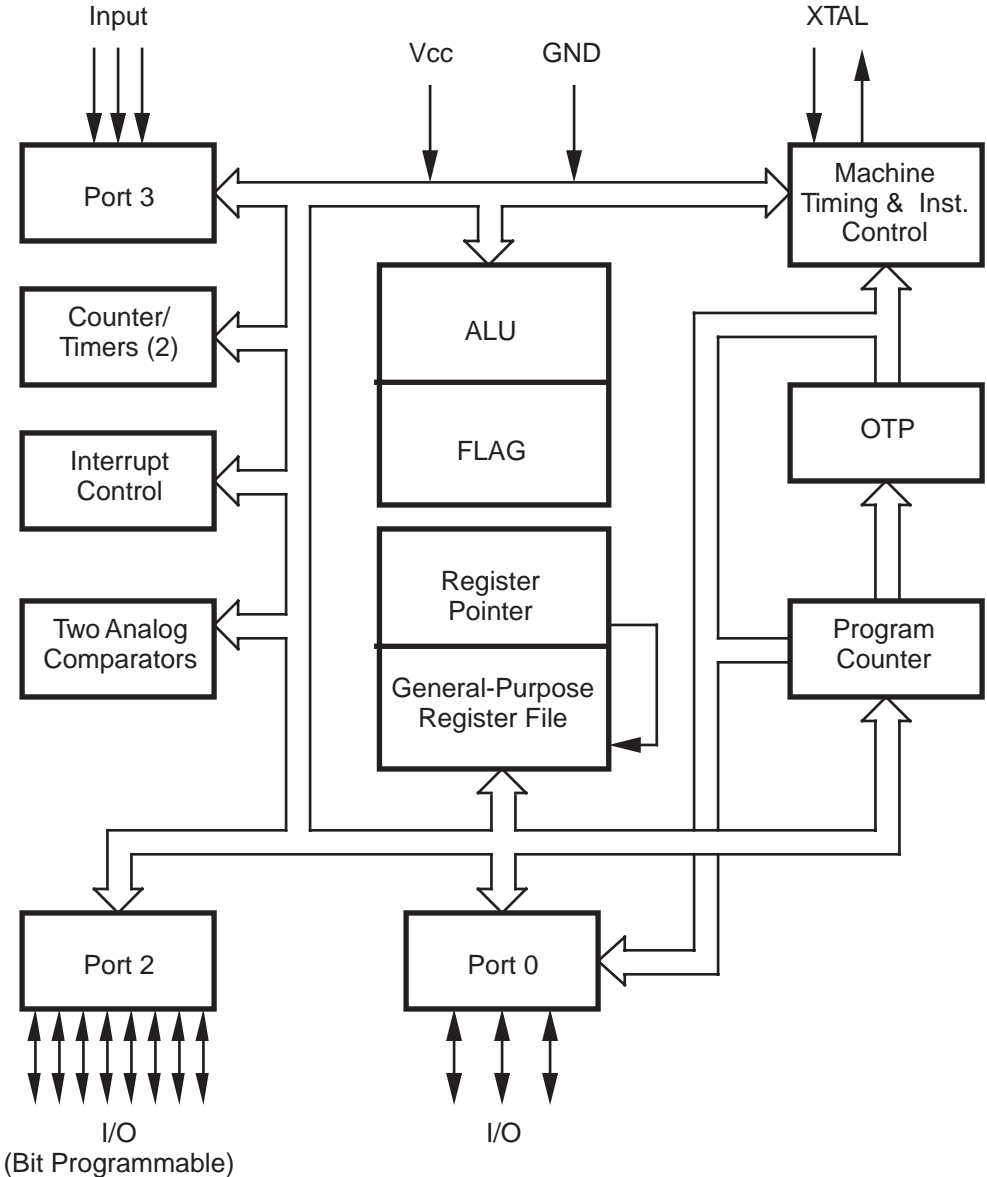 Input
Vcc
GND
XTAL
Port 3
Machine
Timing & Inst.
Control
Counter/
Timers (2)
ALU
FLAG
OTP
Interrupt
Control
Register
Pointer
Two Analog
Comparators
General-Purpose
Register File
Program
Counter
Port 2
Port 0
I/O
(Bit Programmable)
I/O